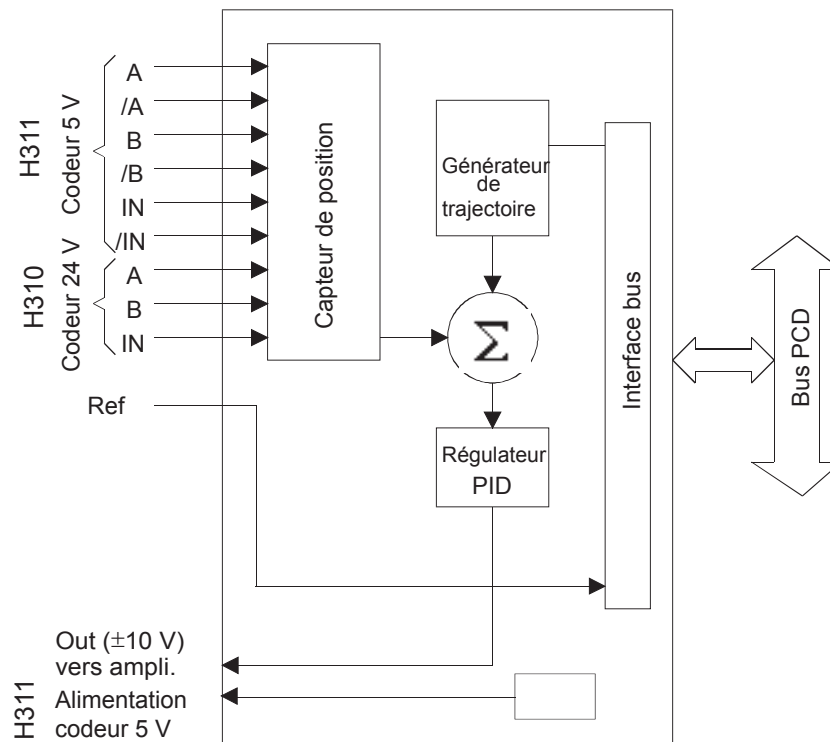 H311
Codeur 5 V
A
/A
B
/B
IN
/IN
H310
Codeur 24 V
A
B
IN
Ref
Capteur de position
Générateur
de
trajectoire
Σ
Régulateur
PID
Interface bus
Bus PCD
Out (±10 V)
vers ampli.
H311
Alimentation
codeur 5 V